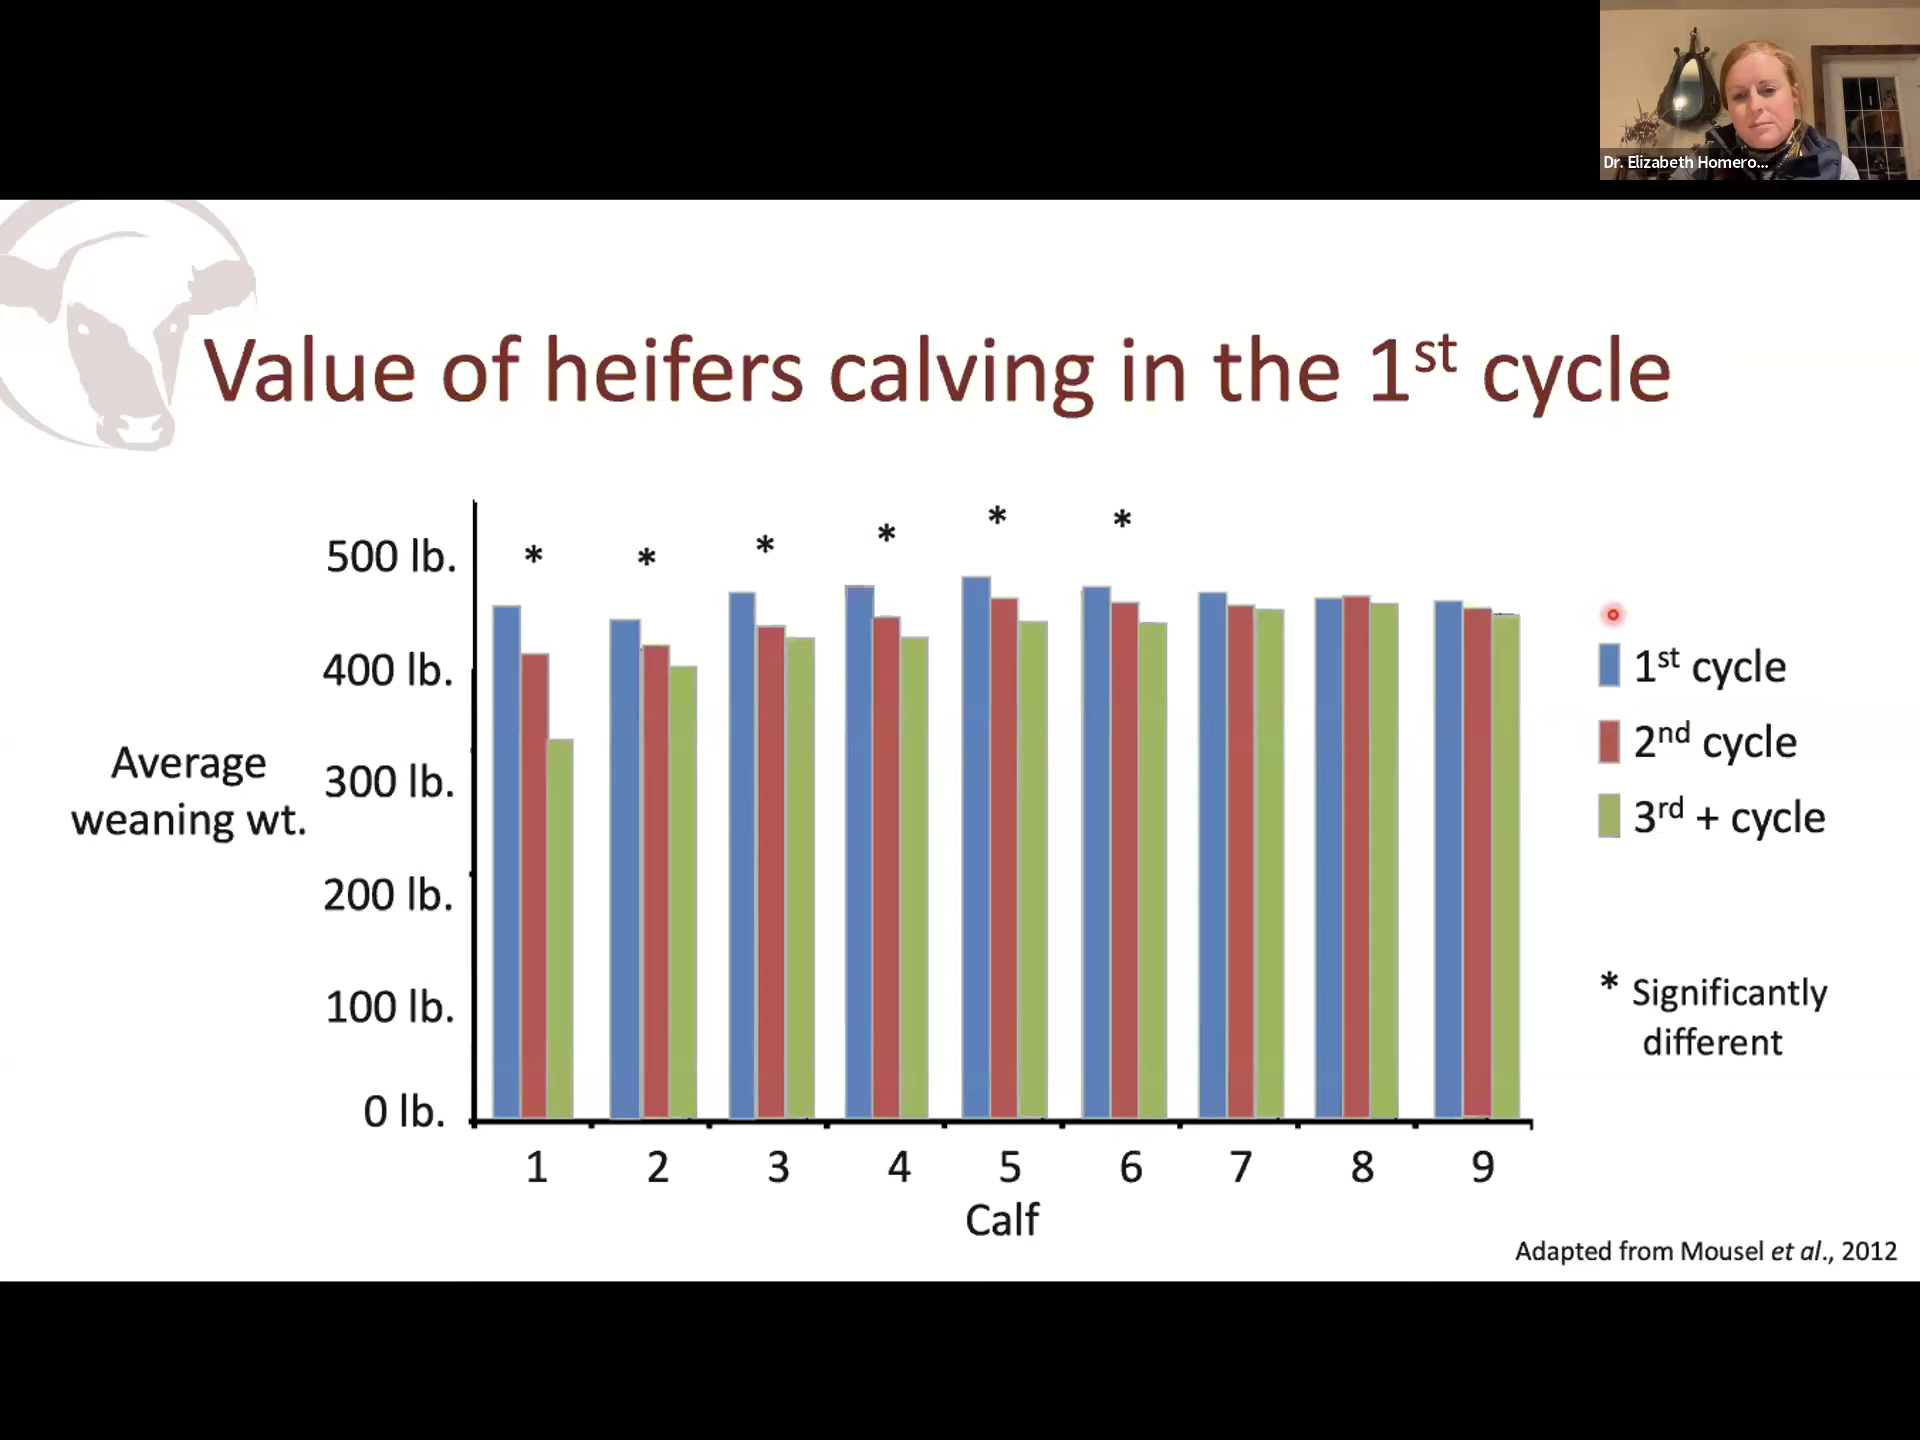 Dr. Elizabeth Homero...
Value of heifers calving in the 1st cycle
* * * * * *
500 lb.
400 lb.
300 lb.
200 lb.
100 lb.
0 lb.
Average
weaning wt.
1 2 3 4 5 6 7 8 9
Calf
1st cycle
2nd cycle
3rd + cycle
* Significantly
different
Adapted from Mousel et al., 2012